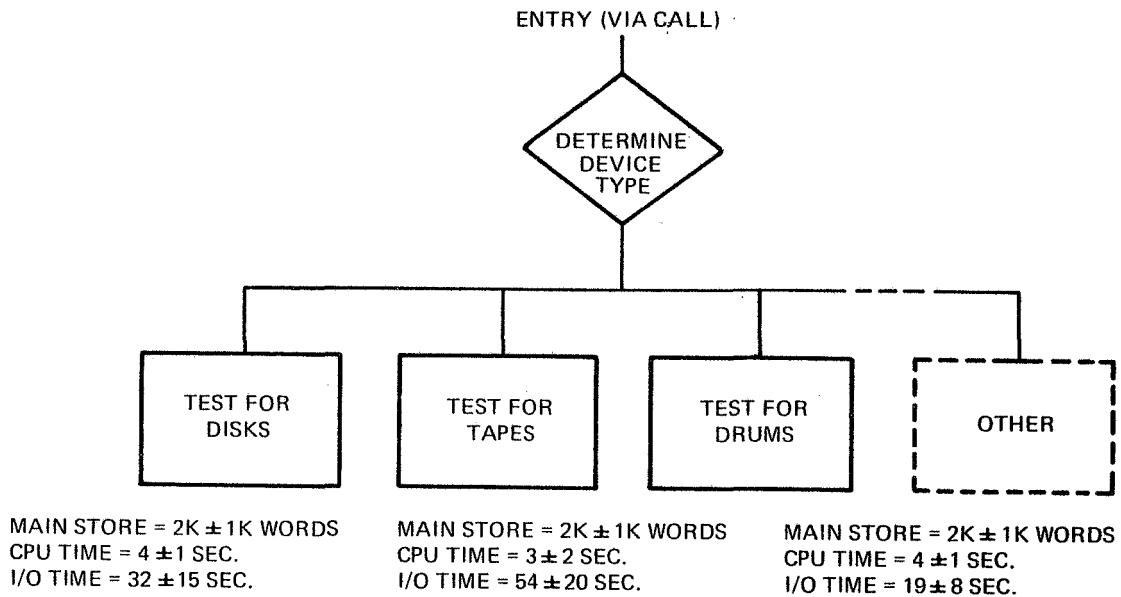 ENTRY (VIA CALL)
DETERMINE
DEVICE
TYPE
TEST FOR
DISKS
TEST FOR
TAPES
TEST FOR
DRUMS
OTHER
MAIN STORE = 2K ± 1K WORDS
CPU TIME = 4 ±1 SEC.
I/O TIME = 32 ±15 SEC.
MAIN STORE = 2K ± 1K WORDS
CPU TIME = 3 ± 2 SEC.
I/O TIME = 54 ± 20 SEC.
MAIN STORE = 2K ± 1K WORDS
CPU TIME = 4 ±1 SEC.
I/O TIME = 19 ± 8 SEC.